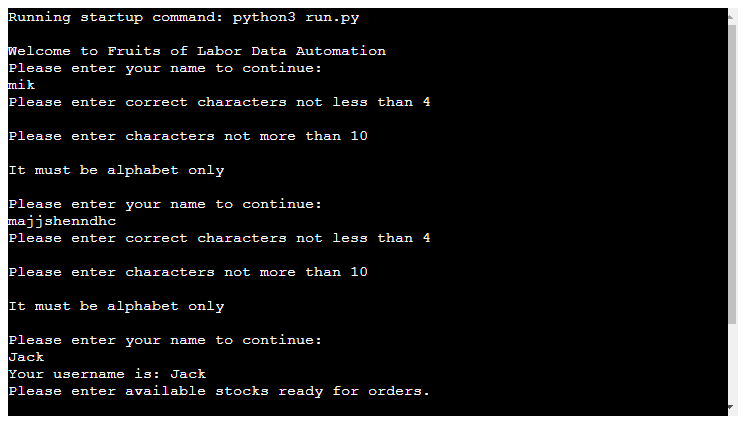 Running startup command: python3 run.py
Welcome to Fruits of Labor Data Automation
Please enter your name to continue:
mik
Please enter correct characters not less than 4
Please enter characters not more than 10
It must be alphabet only
Please enter your name to continue:
majjshenndhc
Please enter correct characters not less than 4
Please enter characters not more than 10
It must be alphabet only
Please enter your name to continue:
Jack
Your username is: Jack
Please enter available stocks ready for orders.